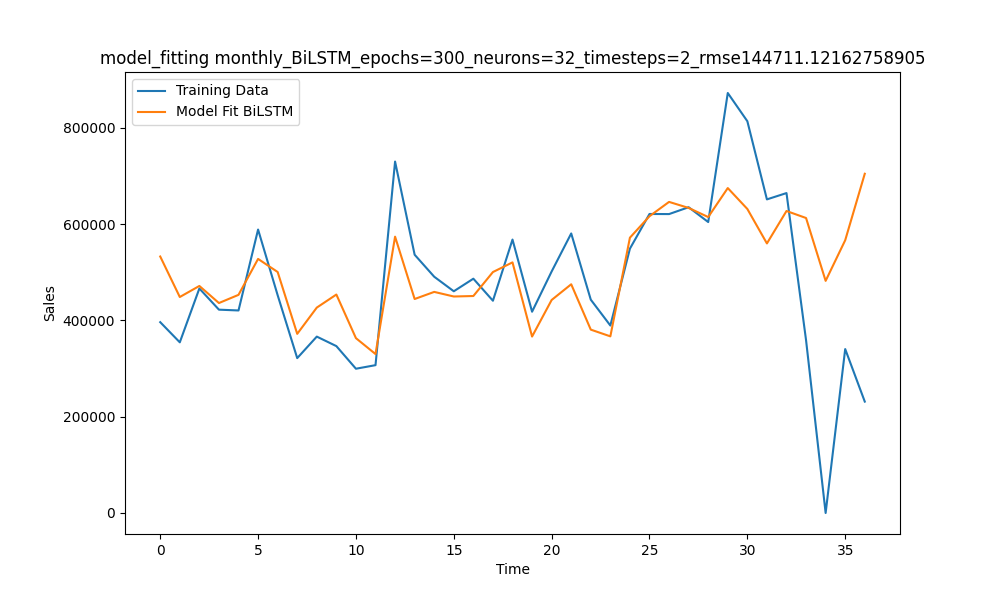 model_fitting monthly_BiLSTM_epochs=300_neurons=32_timesteps=2_rmse144711.12162758905
Training Data
Model Fit BiLSTM
800000
600000
400000
200000
0
Sales
0 5 10 15 20 25 30 35
Time